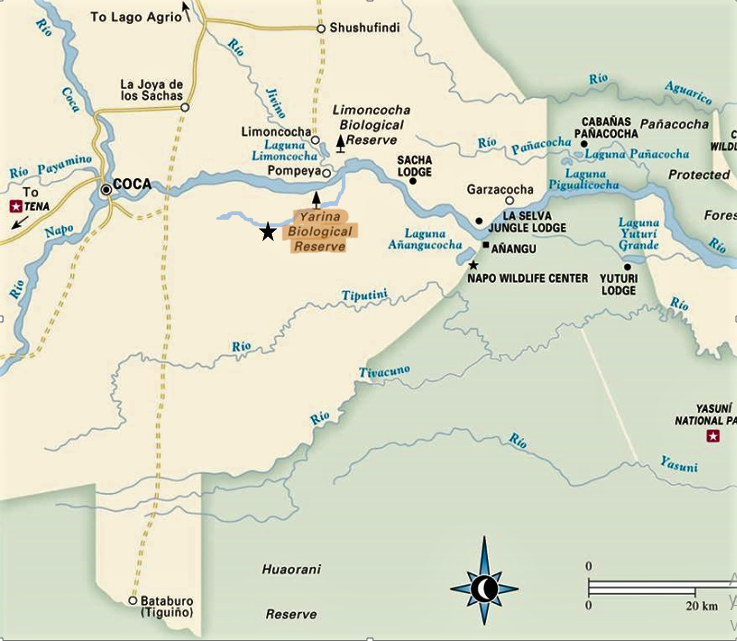 To Lago Agrio
Shushufindi
Río
Coca
La Joya de
los Sachas
Río
Jivino
Limoncocha
Biological
Reserve
Limoncocha
Laguna
Limoncocha
Pompeya
Río
Aguarico
CABAÑAS
PAÑACOCHA
Pañacocha
Río
Pañacocha
Laguna Pañacocha
Protected
Fores
Río Payamino
COCA
To
TENA
Napo
Río
SACHA
LODGE
Garzacocha
Laguna
Pigualicocha
LA SELVA
JUNGLE LODGE
Yarina
Biological
Reserve
Laguna
Añangucocha
AÑANGU
Laguna
Yuturi
Grande
Río
NAPO WILDLIFE CENTER
YUTURI
LODGE
Tiputini
Río
Río
Tivacuno
Río
YASUNÍ
NATIONAL PA
Río
Yasuni
Huaorani
Reserve
Bataburo
(Tiguiño)
0
0
20 km